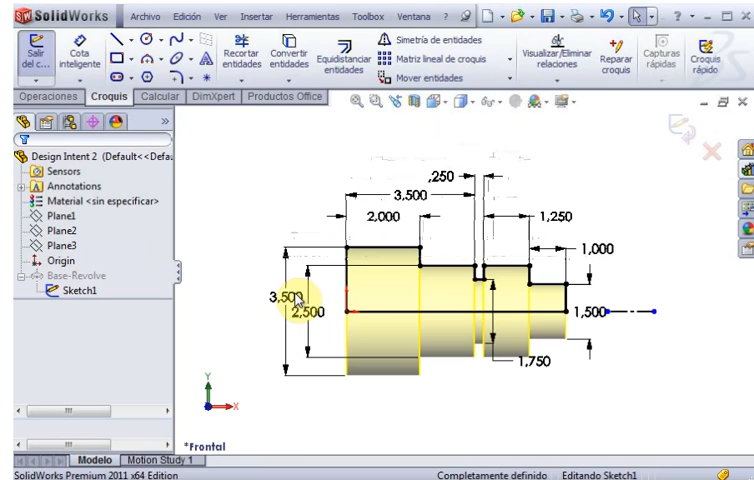 SolidWorks Archivo Edición Ver Insertar Herramientas Toolbox Ventana ?
Salir del c... Cota inteligente Recortar entidades Convertir entidades Equidistanciar entidades Simetría de entidades Matriz lineal de croquis Mover entidades Visualizar/Eliminar relaciones Reparar croquis Capturas rápidas Croquis rápido
Operaciones Croquis Calcular DimXpert Productos Office
Design Intent 2 (Default<<Defau
Sensors
Annotations
Material <sin especificar>
Plane1
Plane2
Plane3
Origin
Base-Revolve
Sketch1
,250
3,500
2,000
1,250
1,000
3,500
2,500
1,500
1,750
Y
X
*Frontal
Modelo Motion Study 1
SolidWorks Premium 2011 x64 Edition Completamente definido Editando Sketch1